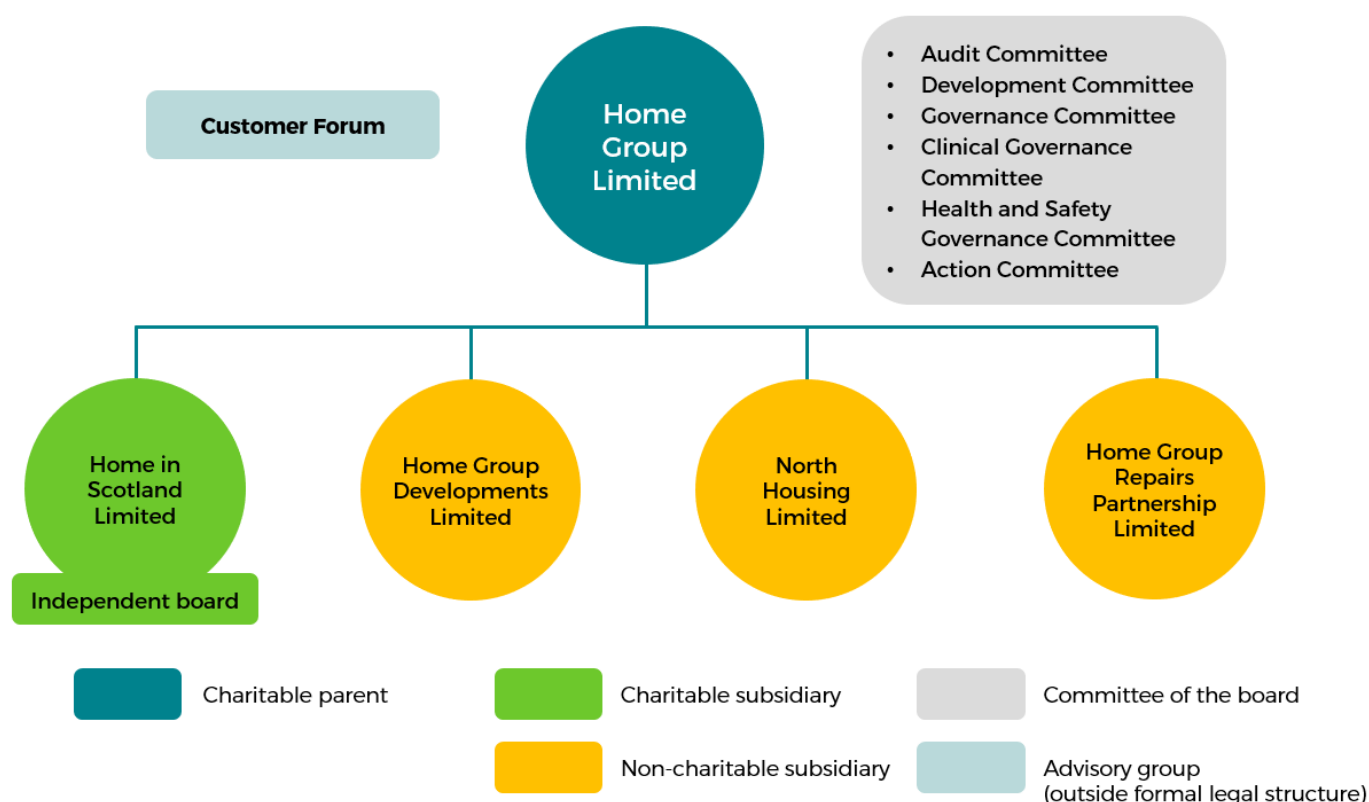 Customer Forum
Home
Group
Limited
• Audit Committee
• Development Committee
• Governance Committee
• Clinical Governance
Committee
• Health and Safety
Governance Committee
• Action Committee
Home in
Scotland
Limited
Independent board
Home Group
Developments
Limited
North
Housing
Limited
Home Group
Repairs
Partnership
Limited
Charitable parent
Charitable subsidiary
Committee of the board
Non-charitable subsidiary
Advisory group
(outside formal legal structure)